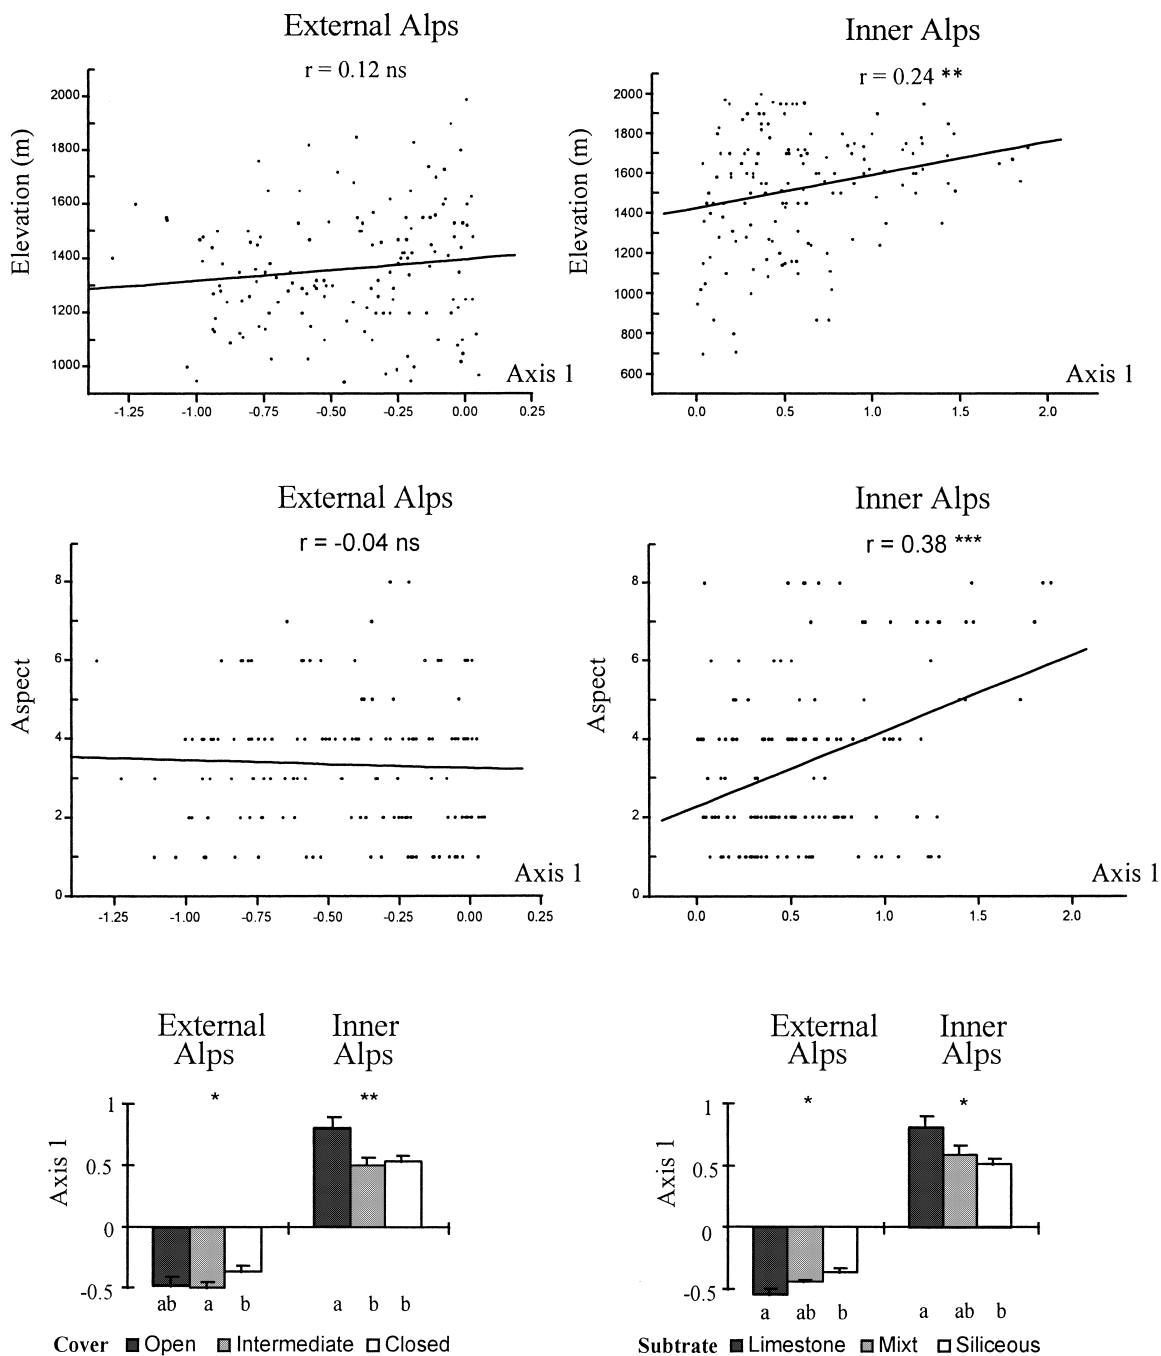 External Alps
r = 0.12 ns
Elevation (m)
2000
1800
1600
1400
1200
1000
Axis 1
-1.25 -1.00 -0.75 -0.50 -0.25 0.00 0.25
Inner Alps
r = 0.24 **
Elevation (m)
2000
1800
1600
1400
1200
1000
800
600
Axis 1
0.0 0.5 1.0 1.5 2.0
External Alps
r = -0.04 ns
Aspect
8
6
4
2
0
Axis 1
-1.25 -1.00 -0.75 -0.50 -0.25 0.00 0.25
Inner Alps
r = 0.38 ***
Aspect
8
6
4
2
0
Axis 1
0.0 0.5 1.0 1.5 2.0
External
Alps
Inner
Alps
* **
Axis 1
1
0.5
0
-0.5
ab a b a b b
Cover Open Intermediate Closed
External
Alps
Inner
Alps
* *
Axis 1
1
0.5
0
-0.5
a ab b a ab b
Subtrate Limestone Mixt Siliceous